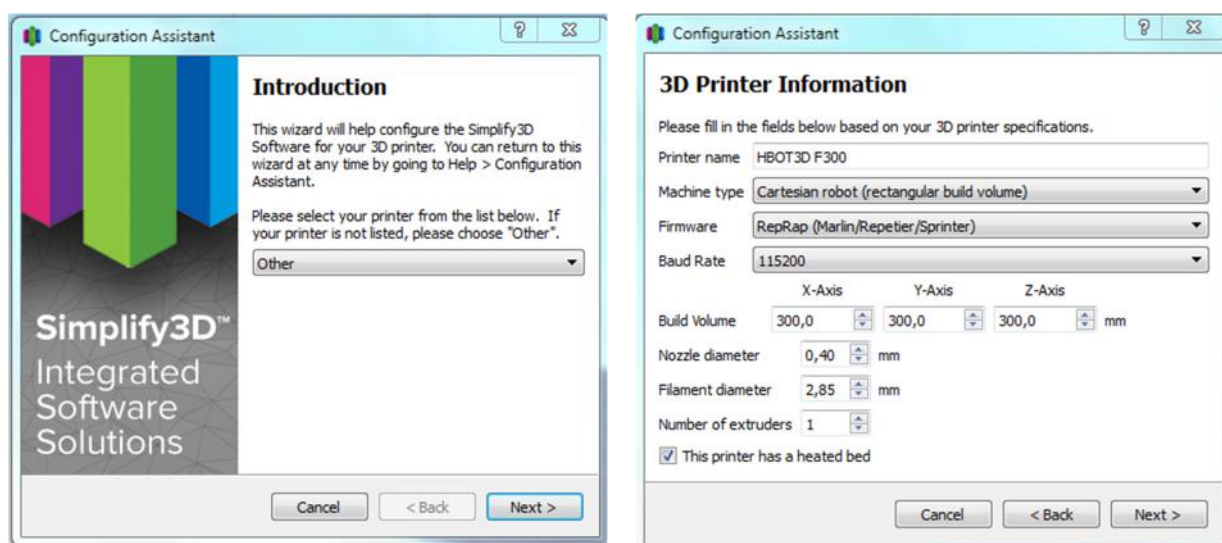 Configuration Assistant
Introduction
This wizard will help configure the Simplify3D
Software for your 3D printer. You can return to this
wizard at any time by going to Help > Configuration
Assistant.
Please select your printer from the list below. If
your printer is not listed, please choose "Other".
Other
Simplify3D™
Integrated
Software
Solutions
Cancel < Back Next >
Configuration Assistant
3D Printer Information
Please fill in the fields below based on your 3D printer specifications.
Printer name HBOT3D F300
Machine type Cartesian robot (rectangular build volume)
Firmware RepRap (Marlin/Repetier/Sprinter)
Baud Rate 115200
X-Axis Y-Axis Z-Axis
Build Volume 300,0 300,0 300,0 mm
Nozzle diameter 0,40 mm
Filament diameter 2,85 mm
Number of extruders 1
This printer has a heated bed
Cancel < Back Next >